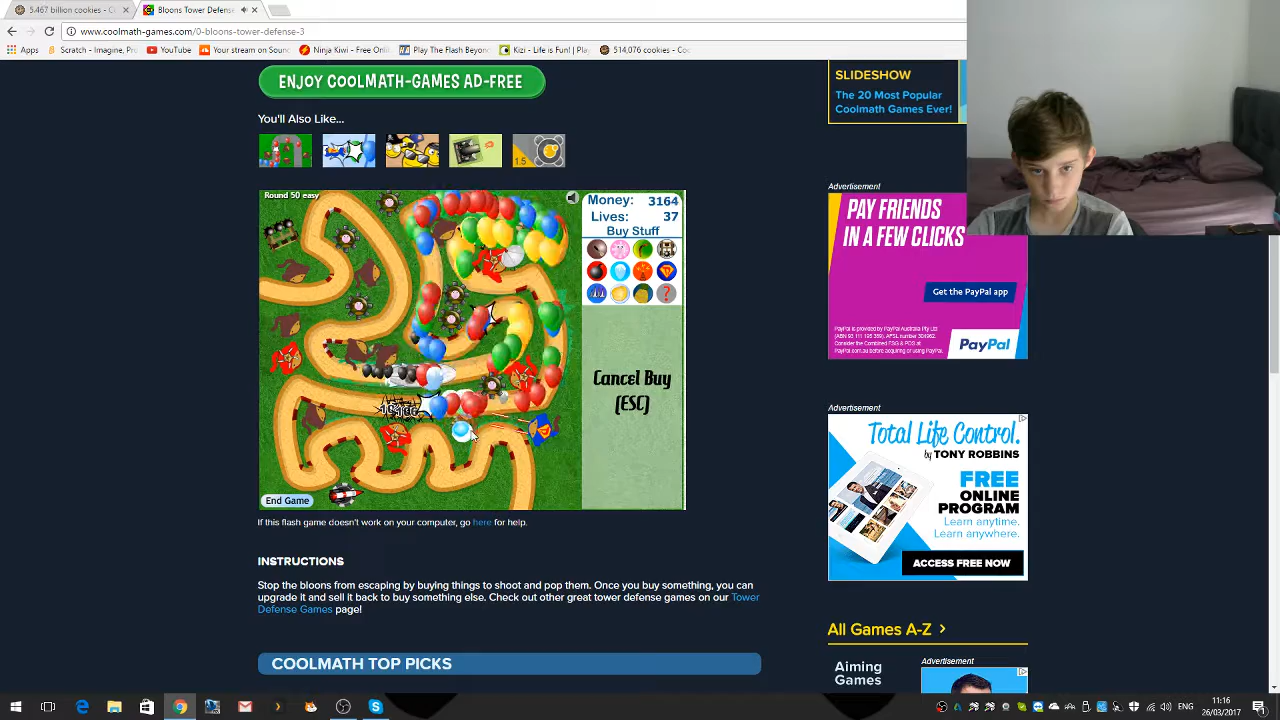 5.467 billion cookies - C
Bloons Tower Defense
www.coolmath-games.com/0-bloons-tower-defense-3
Apps
Scratch - Imagine, Pro
YouTube
Your stream on Sound
Ninja Kiwi - Free Onli
Play The Flash Beyon
Kizi - Life is Fun! | Play
514,076 cookies - Coo
ENJOY COOLMATH-GAMES AD-FREE
SLIDESHOW
The 20 Most Popular
Coolmath Games Ever!
You'll Also Like...
1.5
Advertisement
Round 50 easy
Money: 3164
Lives: 37
Buy Stuff
PAY FRIENDS
IN A FEW CLICKS
Get the PayPal app
PayPal
Cancel Buy
(ESC)
End Game
If this flash game doesn't work on your computer, go here for help.
Advertisement
Total Life Control.
by TONY ROBBINS
FREE
ONLINE
PROGRAM
Learn anytime.
Learn anywhere.
ACCESS FREE NOW
INSTRUCTIONS
Stop the bloons from escaping by buying things to shoot and pop them. Once you buy something, you can
upgrade it and sell it back to buy something else. Check out other great tower defense games on our Tower
Defense Games page!
All Games A-Z >
COOLMATH TOP PICKS
Aiming
Games
Advertisement
ENG
11:16
26/03/2017